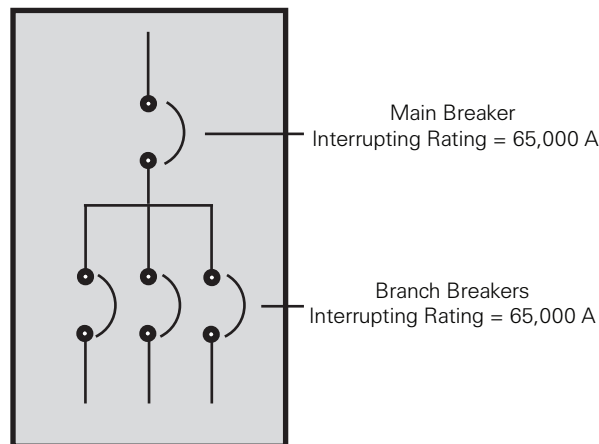 Main Breaker
Interrupting Rating = 65,000 A
Branch Breakers
Interrupting Rating = 65,000 A